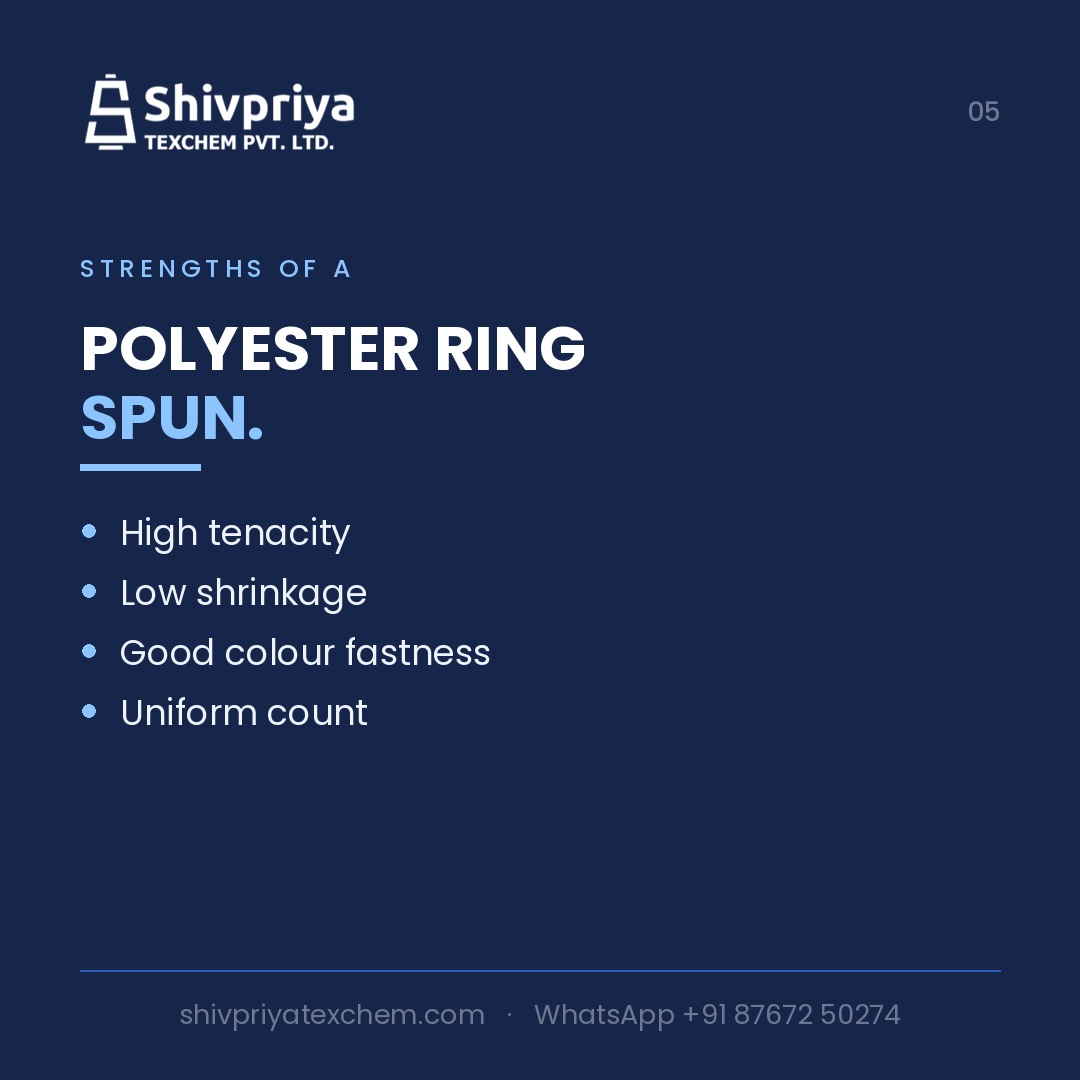 Shivpriya
TEXCHEM PVT. LTD.
05
STRENGTHS OF A
POLYESTER RING
SPUN.
• High tenacity
• Low shrinkage
• Good colour fastness
• Uniform count
shivpriyatexchem.com · WhatsApp +91 87672 50274